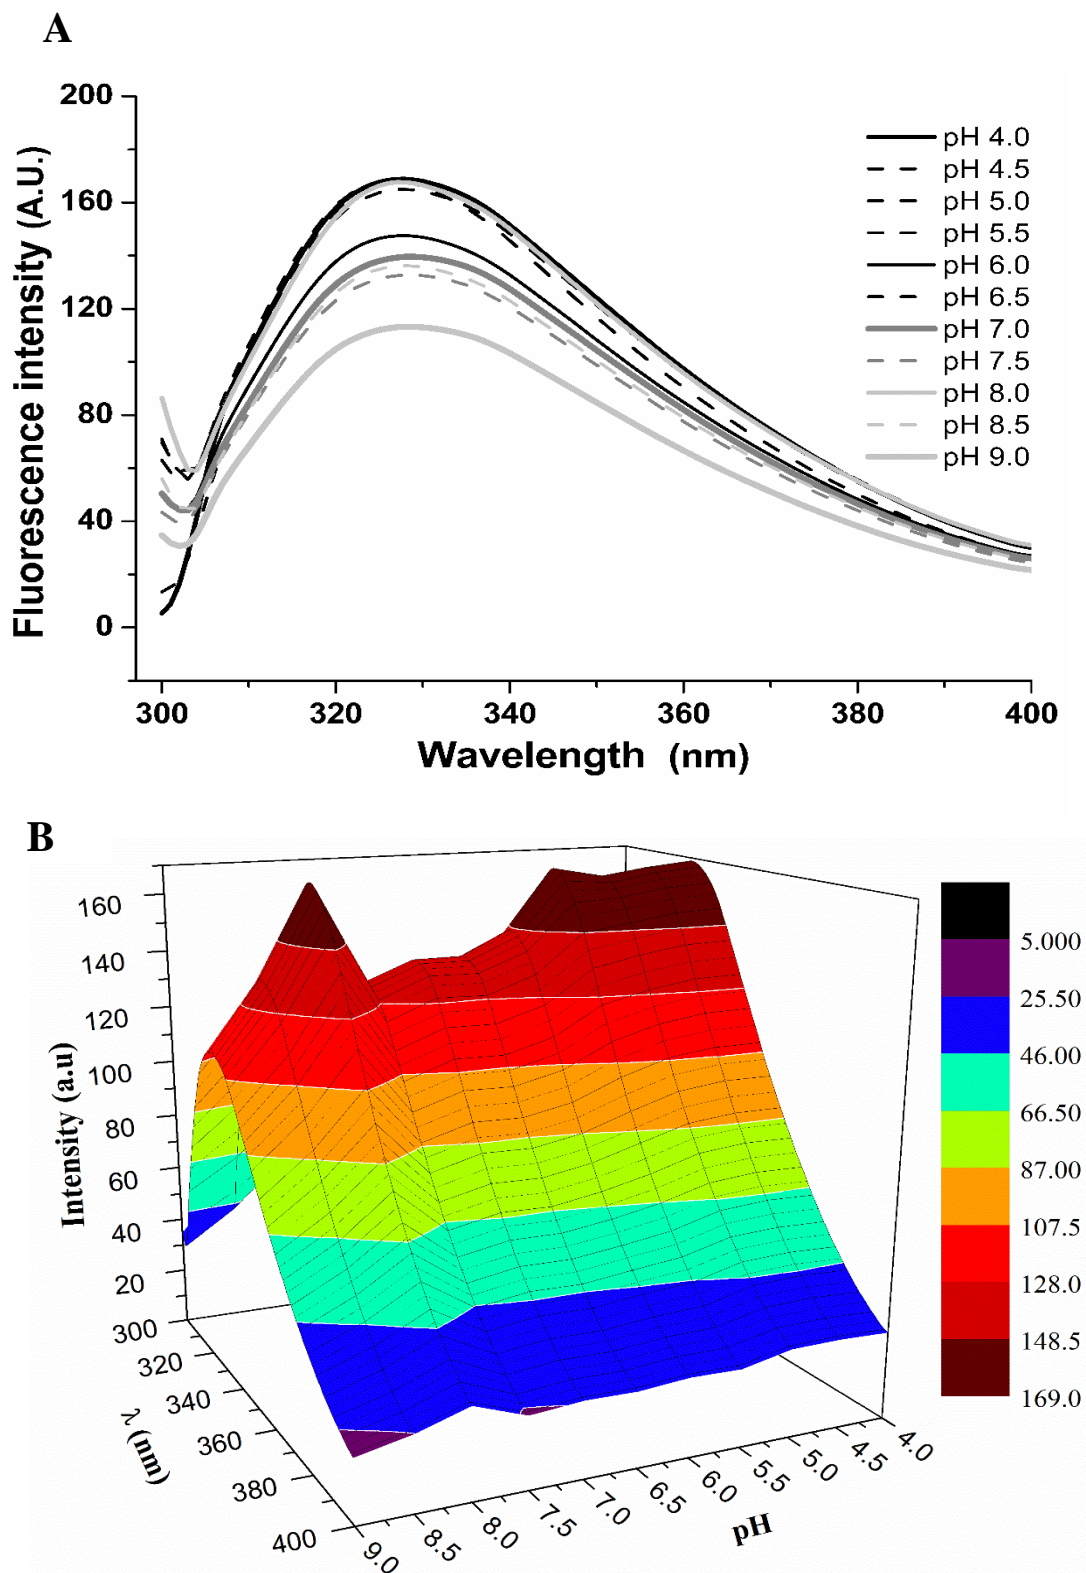 A
200
160
120
80
40
0
Fluorescence intensity (A.U.)
300 320 340 360 380 400
Wavelength (nm)
pH 4.0
pH 4.5
pH 5.0
pH 5.5
pH 6.0
pH 6.5
pH 7.0
pH 7.5
pH 8.0
pH 8.5
pH 9.0
B
160
140
120
100
80
60
40
20
Intensity (a.u)
300
320
340
360
380
400
λ (nm)
9.0
8.5
8.0
7.5
7.0
6.5
6.0
5.5
5.0
4.5
4.0
pH
5.000
25.50
46.00
66.50
87.00
107.5
128.0
148.5
169.0